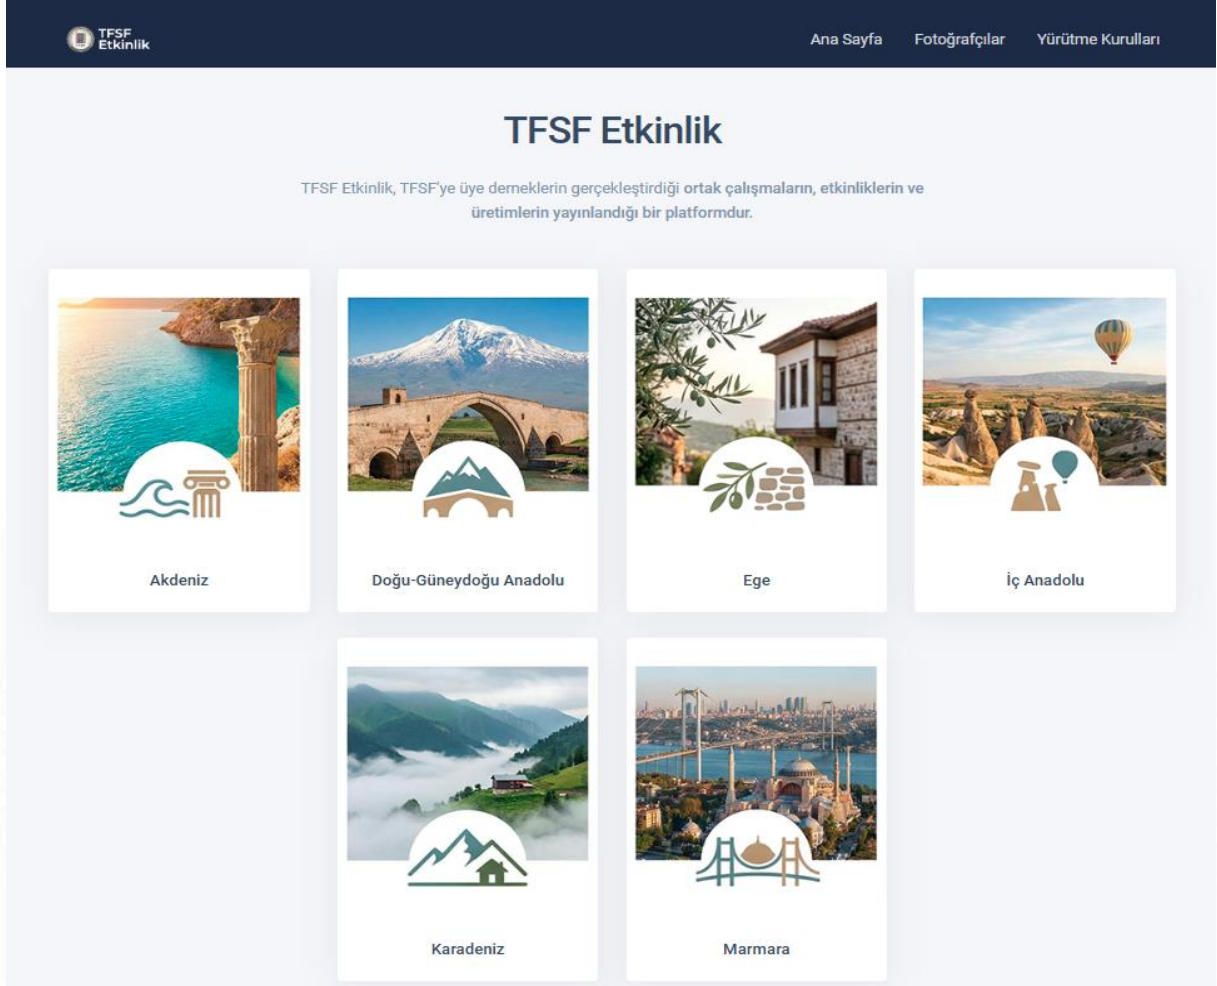 TFSF
Etkinlik
Ana Sayfa Fotoğrafçılar Yürütme Kurulları
TFSF Etkinlik
TFSF Etkinlik, TFSF'ye üye derneklerin gerçekleştirdiği ortak çalışmaların, etkinliklerin ve
üretimlerin yayınlandığı bir platformdur.
Akdeniz
Doğu-Güneydoğu Anadolu
Ege
İç Anadolu
Karadeniz
Marmara